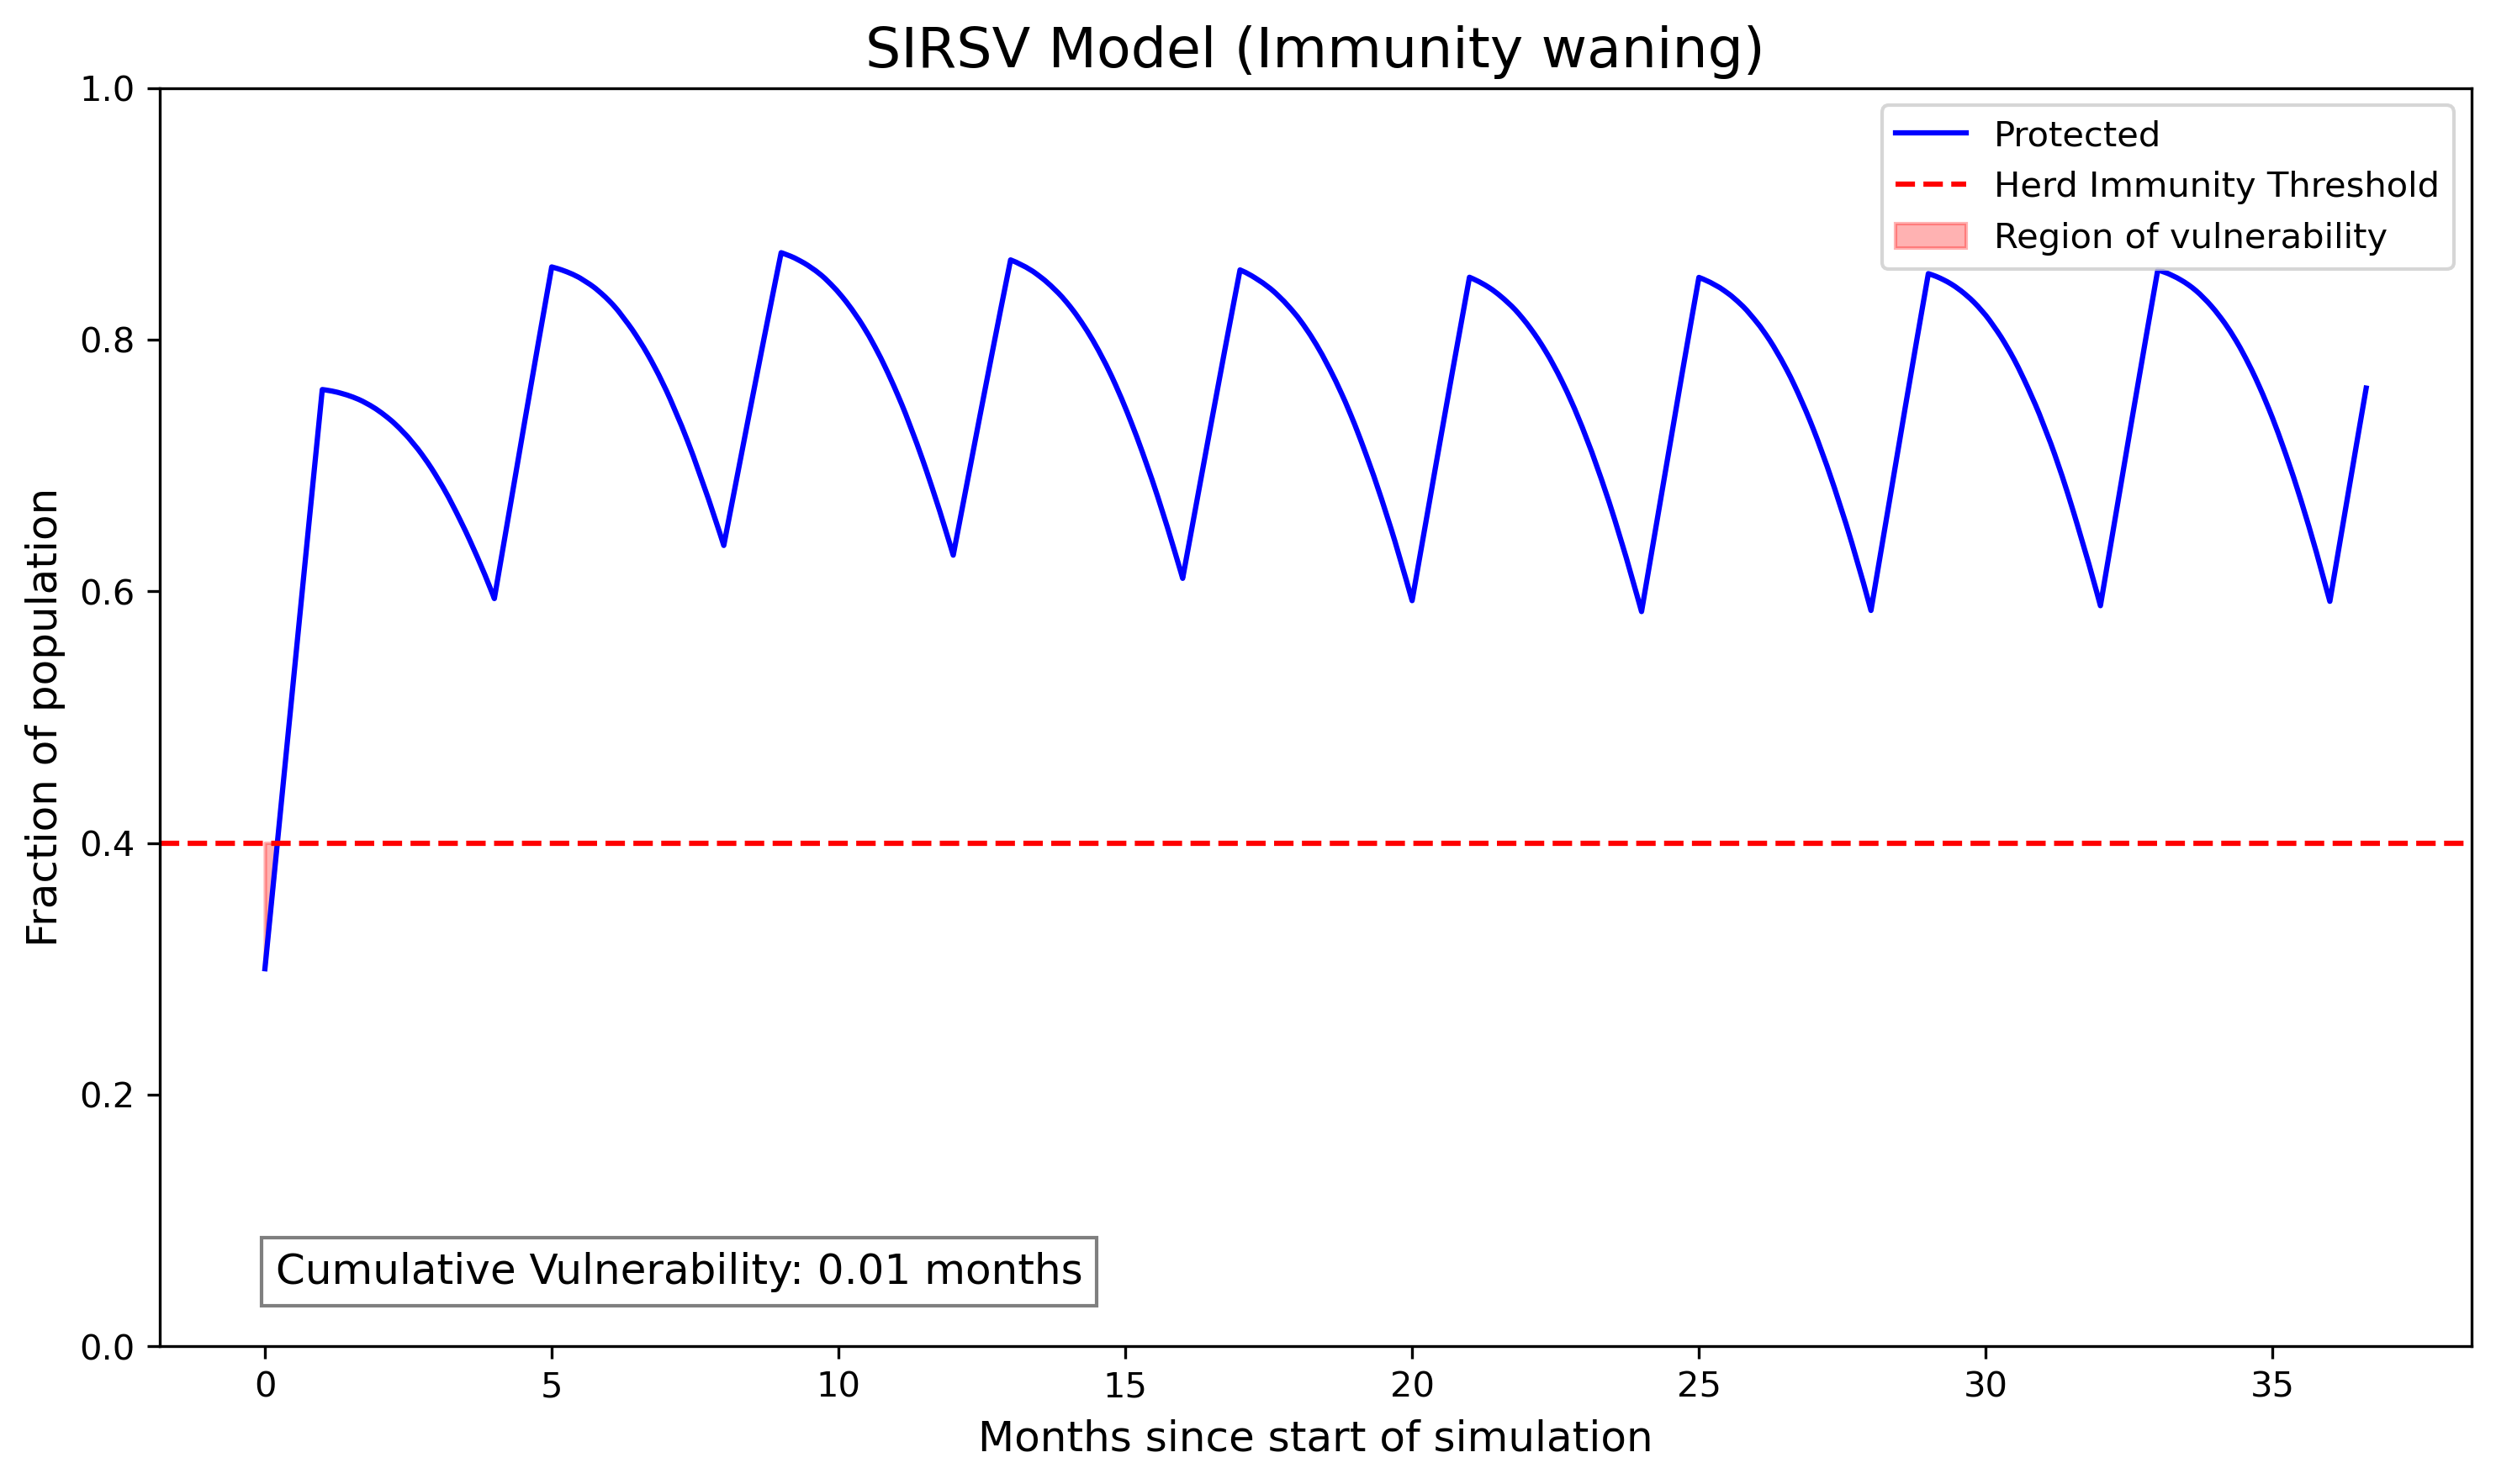 SIRSV Model (Immunity waning)
1.0
0.8
0.6
0.4
0.2
0.0
Fraction of population
Protected
Herd Immunity Threshold
Region of vulnerability
Cumulative Vulnerability: 0.01 months
0 5 10 15 20 25 30 35
Months since start of simulation